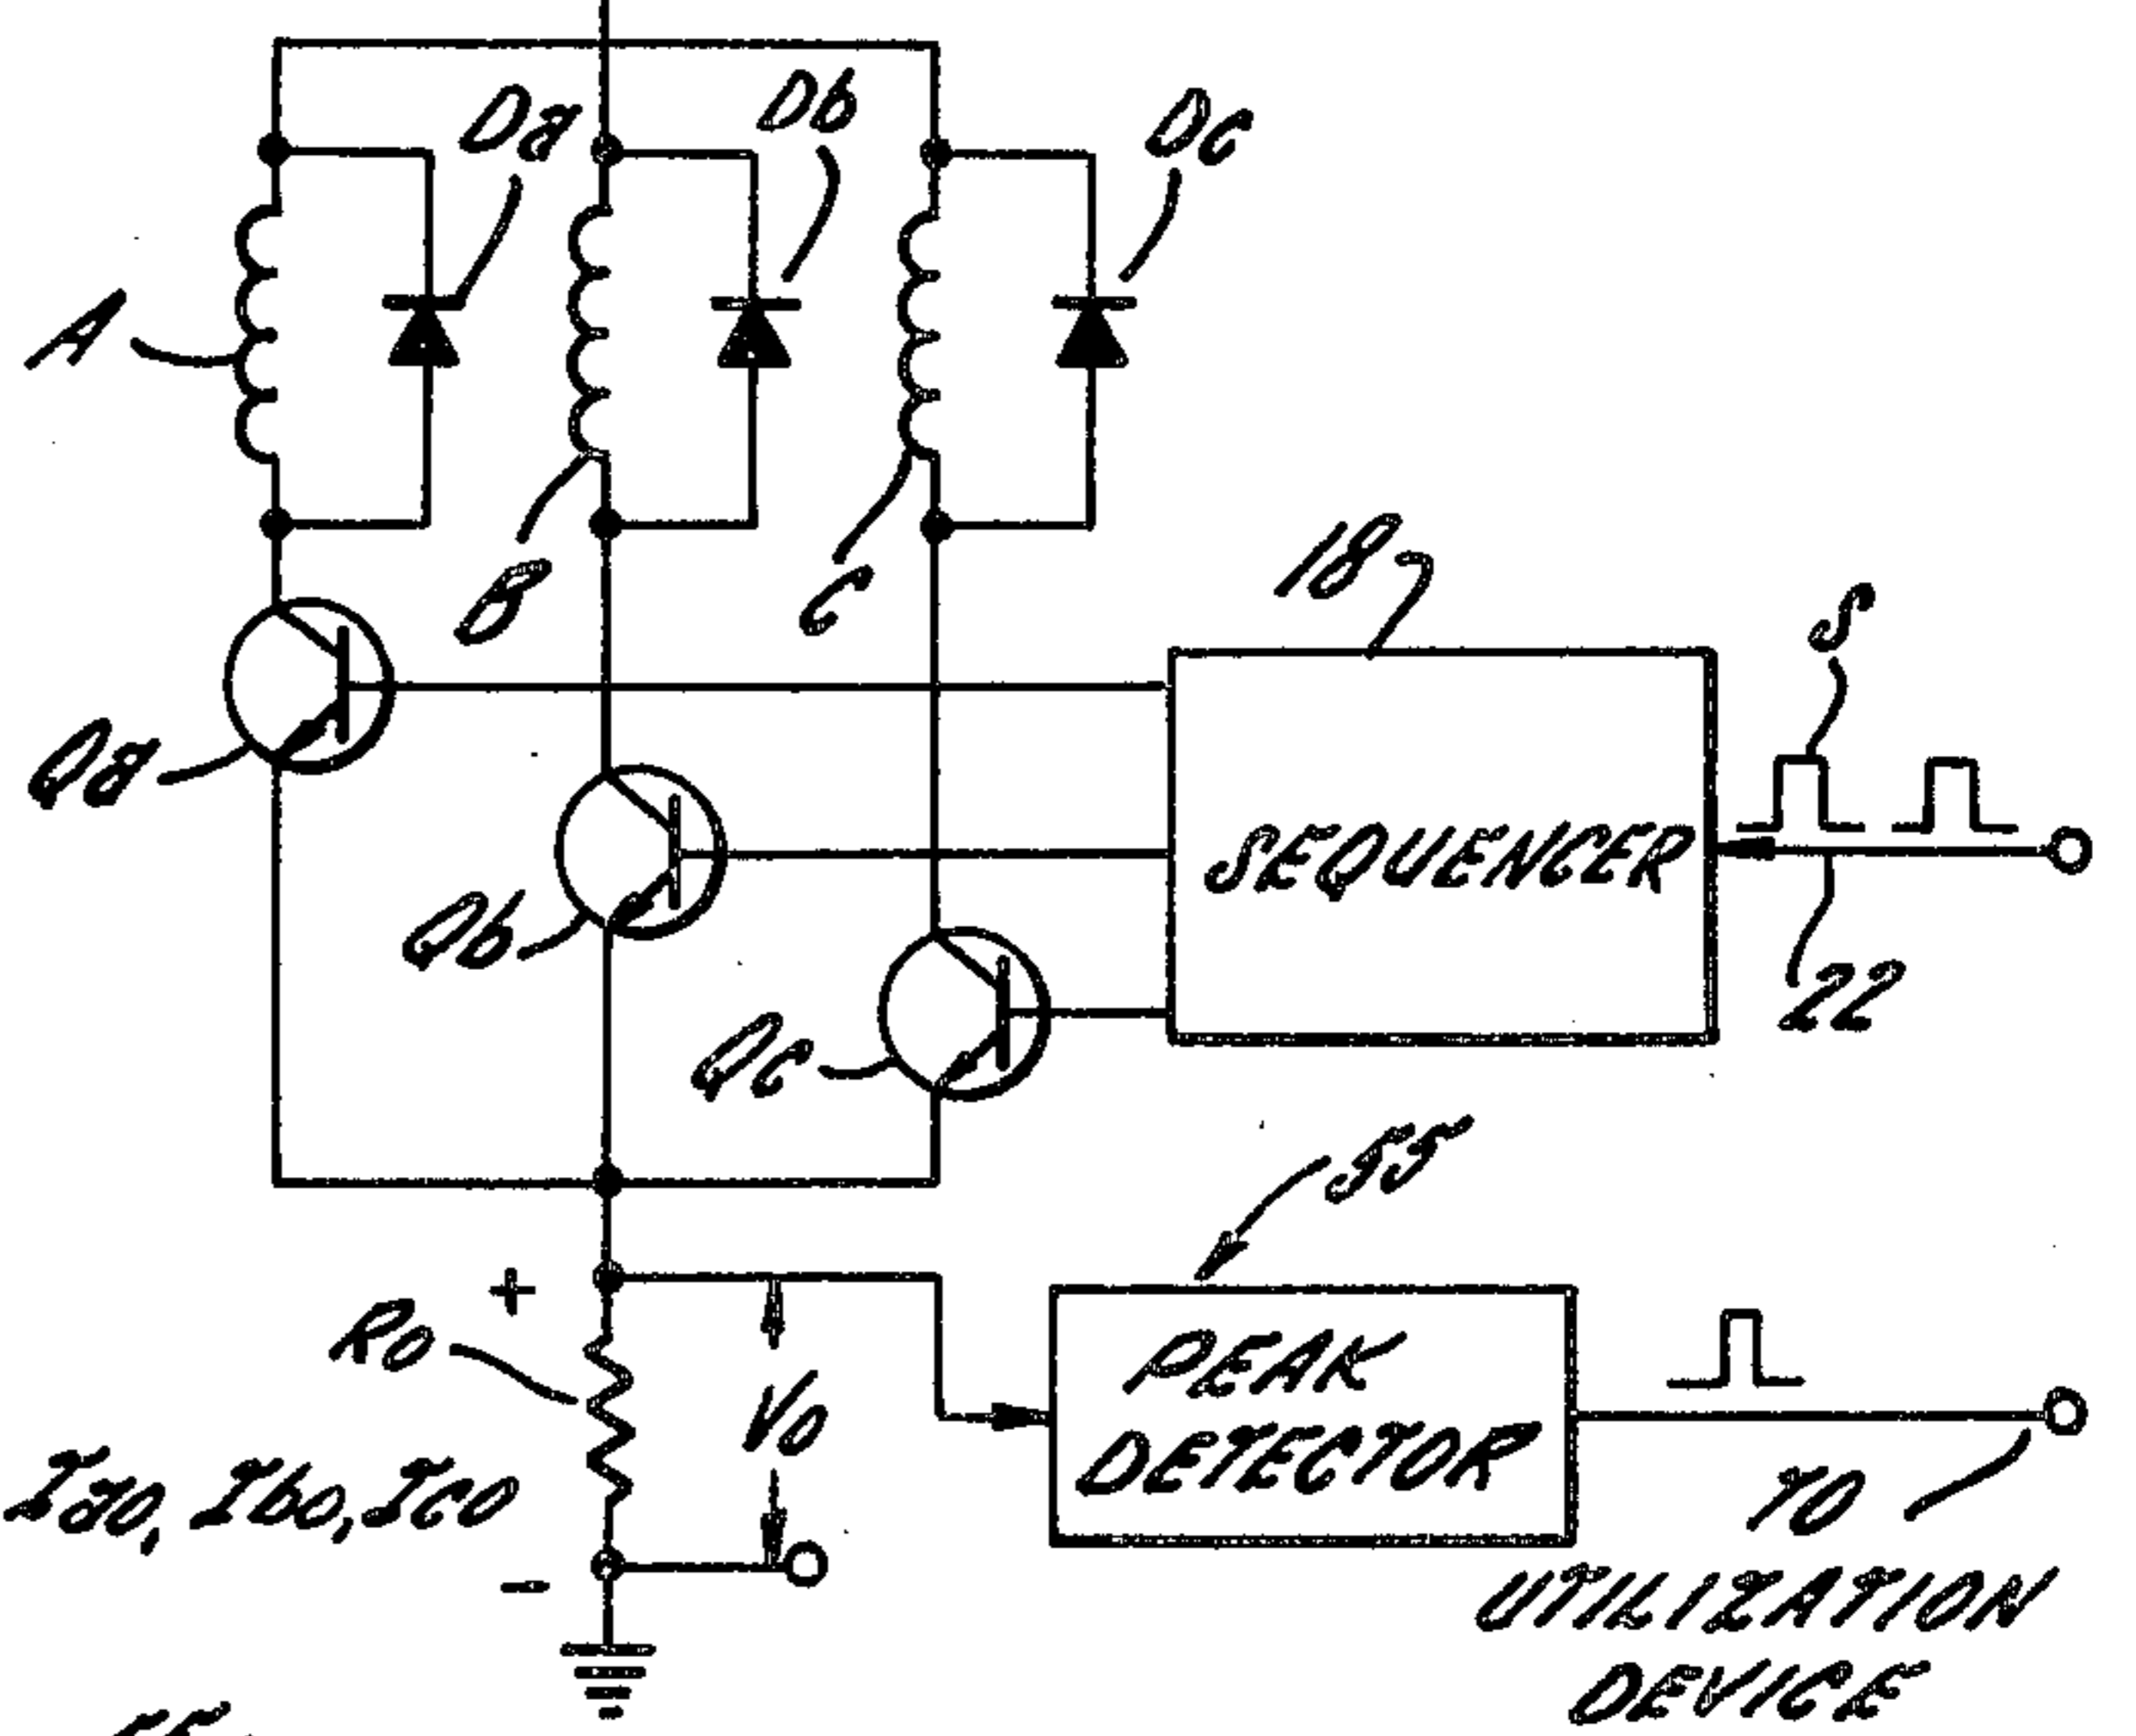 Da
Db
Dc
A
B
C
18
S
Qa
SEQUENCER
Qb
22
Qc
55
+
Ro
PEAK
DETECTOR
Vo
Iao, Ibo, Ico
70
-
UTILIZATION
DEVICE